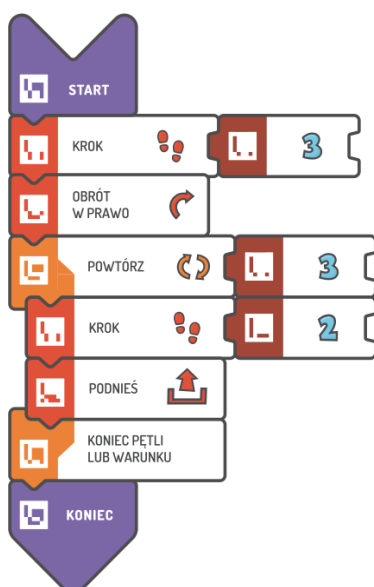 START
KROK 3
OBRÓT
W PRAWO
POWTÓRZ 3
KROK 2
PODNIEŚ
KONIEC PĘTLI
LUB WARUNKU
KONIEC